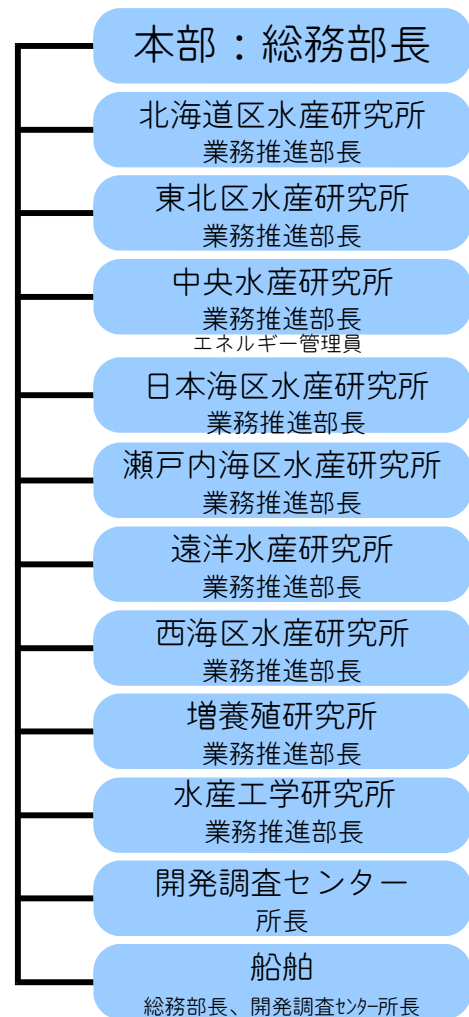 本部：総務部長
北海道区水産研究所
業務推進部長
東北区水産研究所
業務推進部長
中央水産研究所
業務推進部長
エネルギー管理員
日本海区水産研究所
業務推進部長
瀬戸内海区水産研究所
業務推進部長
遠洋水産研究所
業務推進部長
西海区水産研究所
業務推進部長
増養殖研究所
業務推進部長
水産工学研究所
業務推進部長
開発調査センター
所長
船舶
総務部長、開発調査ｾﾝﾀｰ所長